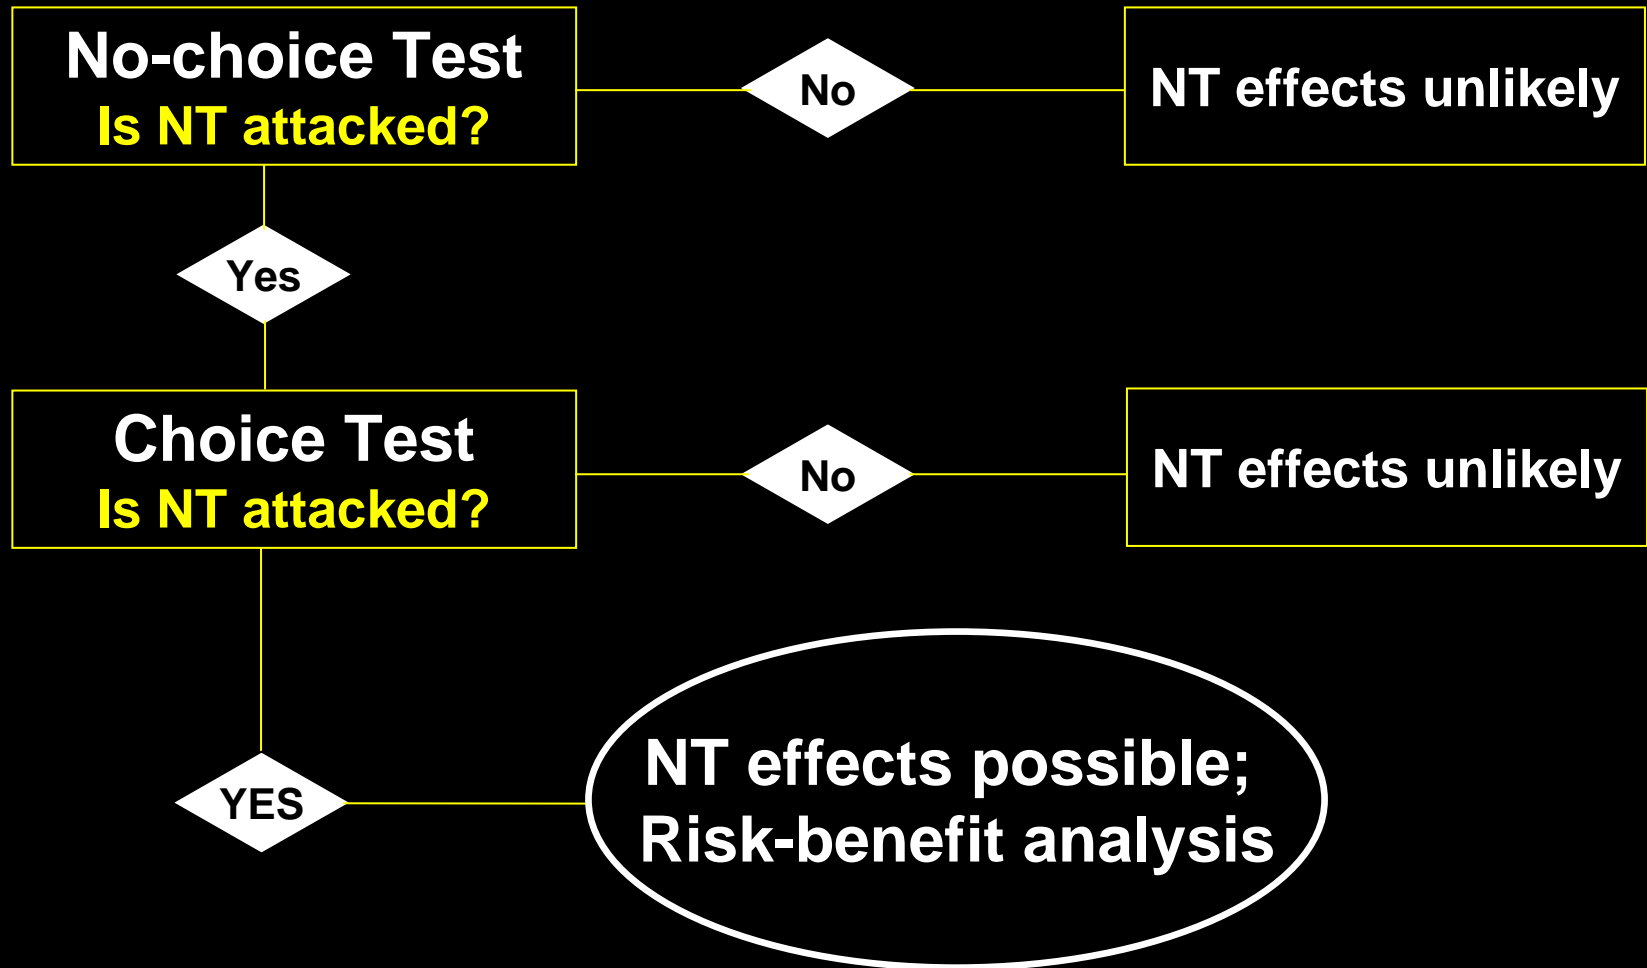 No-choice Test
Is NT attacked?
No
NT effects unlikely
Yes
Choice Test
Is NT attacked?
No
NT effects unlikely
YES
NT effects possible;
Risk-benefit analysis